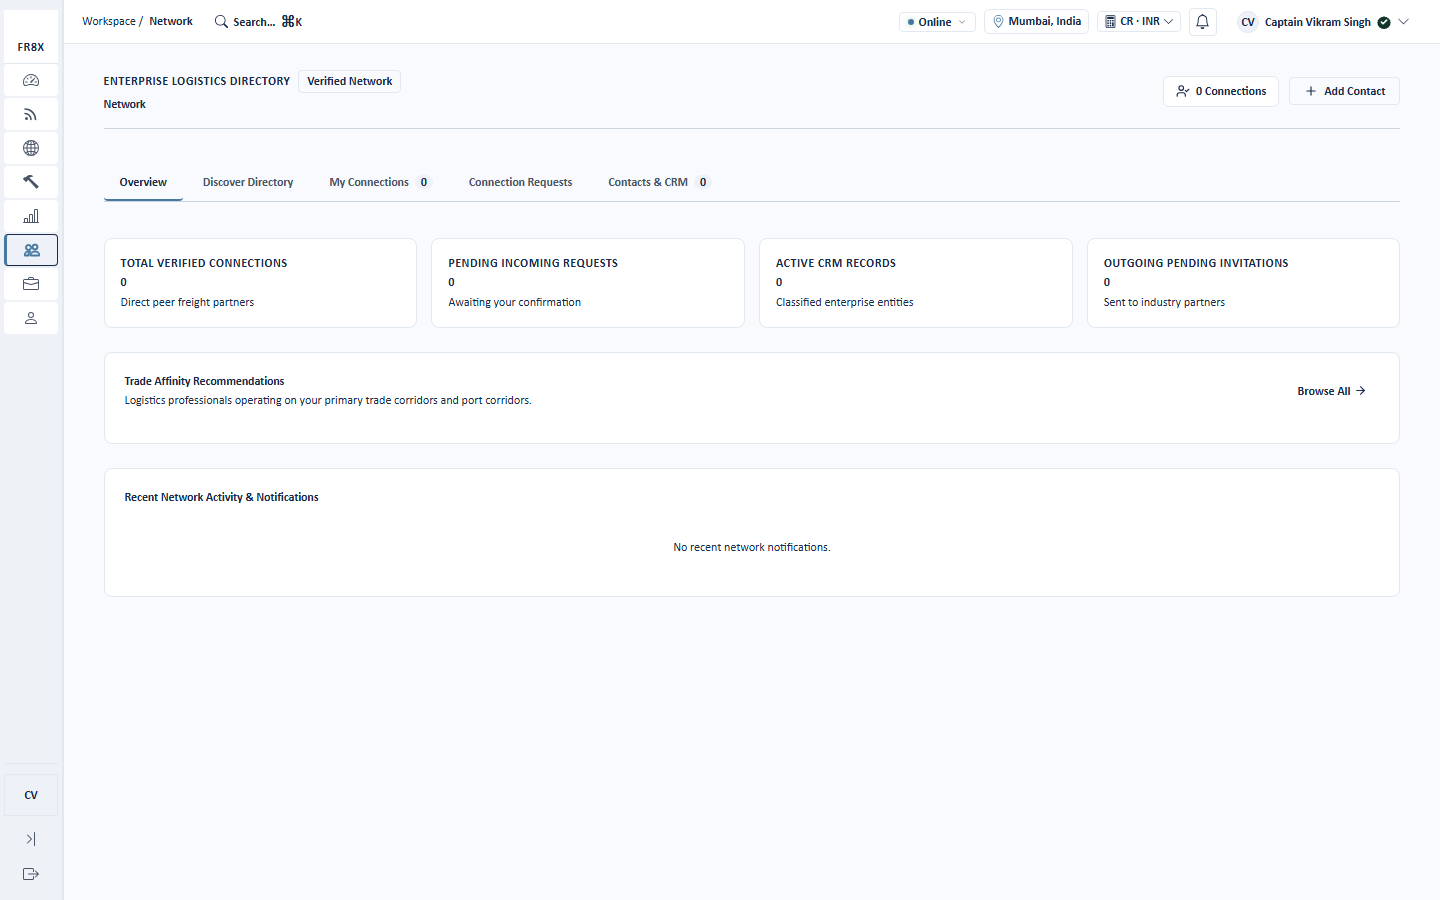 FR8X
Workspace / Network
Search... ⌘K
Online
Mumbai, India
CR · INR
CV
Captain Vikram Singh
ENTERPRISE LOGISTICS DIRECTORY
Verified Network
Network
0 Connections
Add Contact
Overview
Discover Directory
My Connections 0
Connection Requests
Contacts & CRM 0
TOTAL VERIFIED CONNECTIONS
0
Direct peer freight partners
PENDING INCOMING REQUESTS
0
Awaiting your confirmation
ACTIVE CRM RECORDS
0
Classified enterprise entities
OUTGOING PENDING INVITATIONS
0
Sent to industry partners
Trade Affinity Recommendations
Logistics professionals operating on your primary trade corridors and port corridors.
Browse All
Recent Network Activity & Notifications
No recent network notifications.
CV